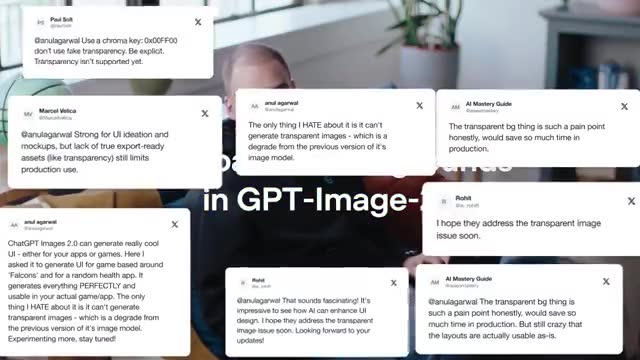 Paul Solt
@PaulSolt
@anulagarwal Use a chroma key: 0x00FF00
don't use fake transparency. Be explicit.
Transparency isn't supported yet.
Marcel Velica
@anulagarwal Strong for UI ideation and
mockups, but lack of true export-ready
assets (like transparency) still limits
production use.
anul agarwal
@anulagarwal
The only thing I HATE about it is it can't
generate transparent images - which is a
degrade from the previous version of it's
image model.
AI Mastery Guide
@aiseomastery
The transparent bg thing is such a pain point
honestly, would save so much time in
production.
in GPT-Image-
Rohit
I hope they address the transparent image
issue soon.
anul agarwal
@anulagarwal
ChatGPT Images 2.0 can generate really cool
UI - either for your apps or games. Here I
asked it to generate UI for game based around
'Falcons' and for a random health app. It
generates everything PERFECTLY and
usable in your actual game/app. The only
thing I HATE about it is it can't generate
transparent images - which is a degrade from
the previous version of it's image model.
Experimenting more, stay tuned!
Rohit
@anulagarwal That sounds fascinating! It's
impressive to see how AI can enhance UI
design. I hope they address the transparent
image issue soon. Looking forward to your
updates!
AI Mastery Guide
@aiseomastery
@anulagarwal The transparent bg thing is
such a pain point honestly, would save so
much time in production. But still crazy that
the layouts are actually usable as-is.